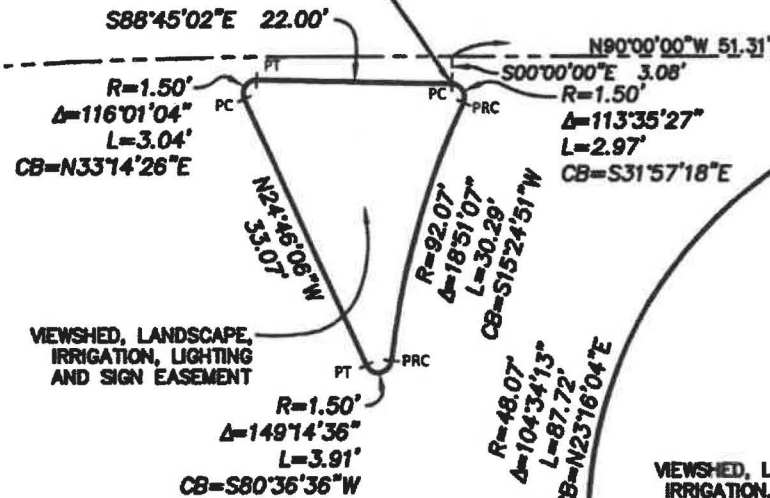 S88°45'02"E 22.00'
N90°00'00"W 51.31'
S00°00'00"E 3.08'
PT
PC
PRC
R=1.50'
Δ=116°01'04"
L=3.04'
CB=N33°14'26"E
PC
R=1.50'
Δ=113°35'27"
L=2.97'
CB=S31°57'18"E
N24°46'06"W
33.07'
R=92.07'
Δ=18°51'07"
L=30.29'
CB=S15°24'51"W
VIEWSHED, LANDSCAPE,
IRRIGATION, LIGHTING
AND SIGN EASEMENT
PT
PRC
R=1.50'
Δ=149°14'36"
L=3.91'
CB=S80°36'36"W
R=48.07'
Δ=104°34'13"
L=87.72'
CB=N23°16'04"E
VIEWSHED, L
IRRIGATION